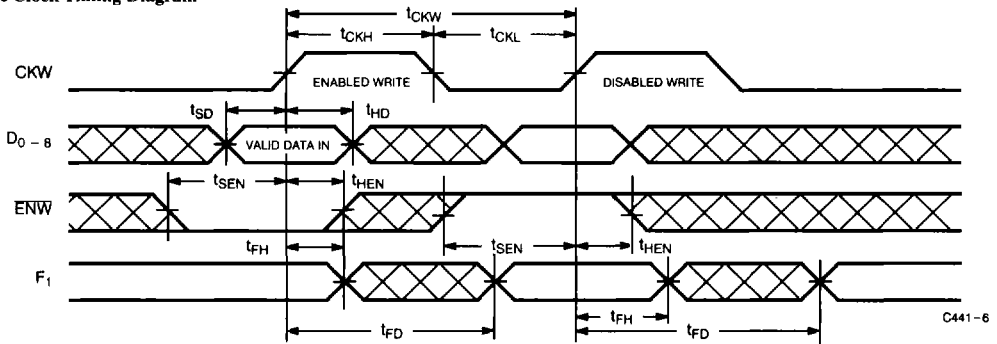 e Clock Timing Diagram
tCKW
tCKH
tCKL
CKW
ENABLED WRITE
DISABLED WRITE
tSD
tHD
D0 – 8
VALID DATA IN
tSEN
tHEN
ENW
tFH
tSEN
tHEN
F1
tFH
tFD
tFD
C441–6